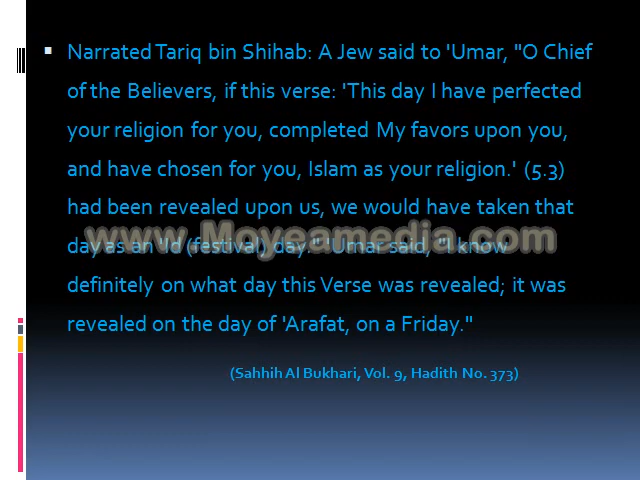 Narrated Tariq bin Shihab: A Jew said to 'Umar, "O Chief
of the Believers, if this verse: 'This day I have perfected
your religion for you, completed My favors upon you,
and have chosen for you, Islam as your religion.' (5.3)
had been revealed upon us, we would have taken that
day as an 'Id (festival) day." 'Umar said, "I know
www.Moyeamedia.com
definitely on what day this Verse was revealed; it was
revealed on the day of 'Arafat, on a Friday."
(Sahhih Al Bukhari, Vol. 9, Hadith No. 373)